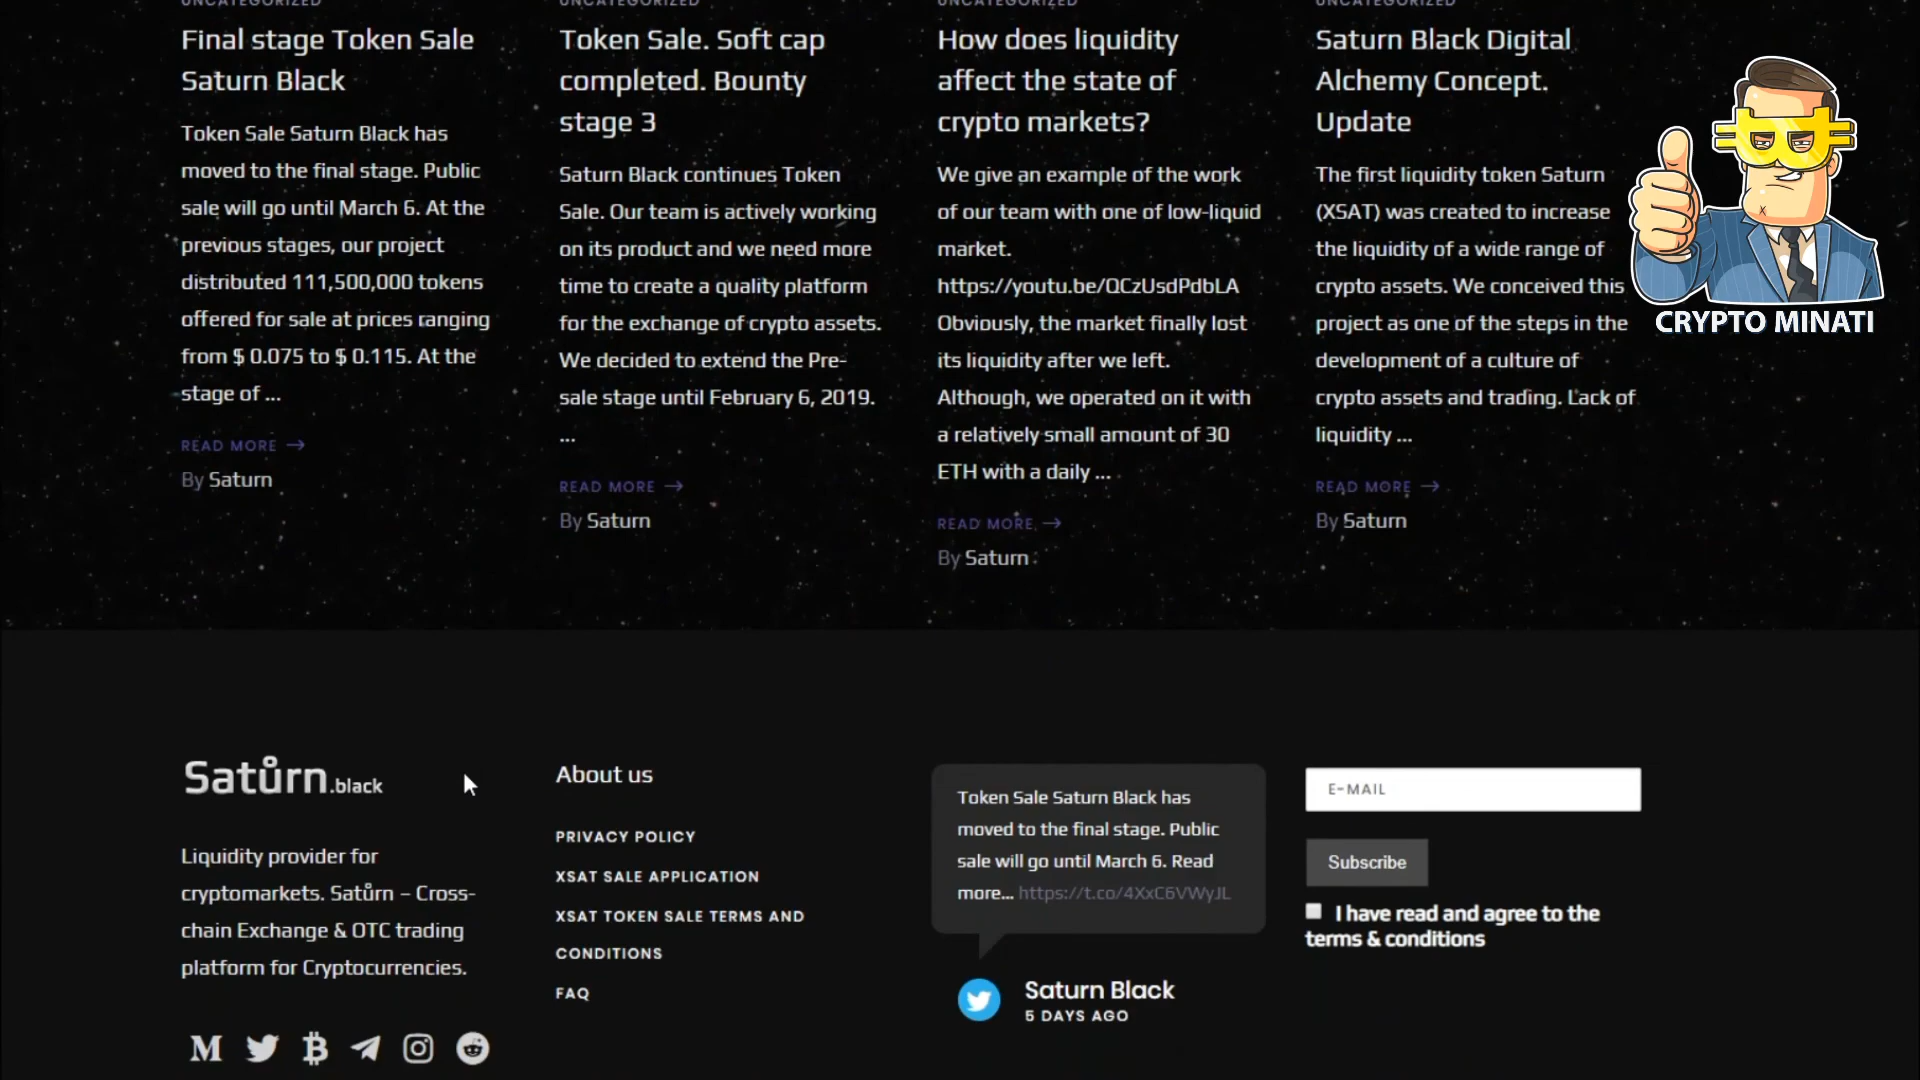 UNCATEGORIZED
Final stage Token Sale
Saturn Black
Token Sale Saturn Black has
moved to the final stage. Public
sale will go until March 6. At the
previous stages, our project
distributed 111,500,000 tokens
offered for sale at prices ranging
from $ 0.075 to $ 0.115. At the
stage of ...
READ MORE
By Saturn
UNCATEGORIZED
Token Sale. Soft cap
completed. Bounty
stage 3
Saturn Black continues Token
Sale. Our team is actively working
on its product and we need more
time to create a quality platform
for the exchange of crypto assets.
We decided to extend the Pre-
sale stage until February 6, 2019.
...
READ MORE
By Saturn
UNCATEGORIZED
How does liquidity
affect the state of
crypto markets?
We give an example of the work
of our team with one of low-liquid
market.
https://youtu.be/QCzUsdPdbLA
Obviously, the market finally lost
its liquidity after we left.
Although, we operated on it with
a relatively small amount of 30
ETH with a daily ...
READ MORE
By Saturn
UNCATEGORIZED
Saturn Black Digital
Alchemy Concept.
Update
The first liquidity token Saturn
(XSAT) was created to increase
the liquidity of a wide range of
crypto assets. We conceived this
project as one of the steps in the
development of a culture of
crypto assets and trading. Lack of
liquidity ...
READ MORE
By Saturn
CRYPTO MINATI
Satůrn.black
Liquidity provider for
cryptomarkets. Satůrn – Cross-
chain Exchange & OTC trading
platform for Cryptocurrencies.
About us
PRIVACY POLICY
XSAT SALE APPLICATION
XSAT TOKEN SALE TERMS AND
CONDITIONS
FAQ
Token Sale Saturn Black has
moved to the final stage. Public
sale will go until March 6. Read
more... https://t.co/4XxC6VWyJL
Saturn Black
5 DAYS AGO
E-MAIL
Subscribe
I have read and agree to the
terms & conditions